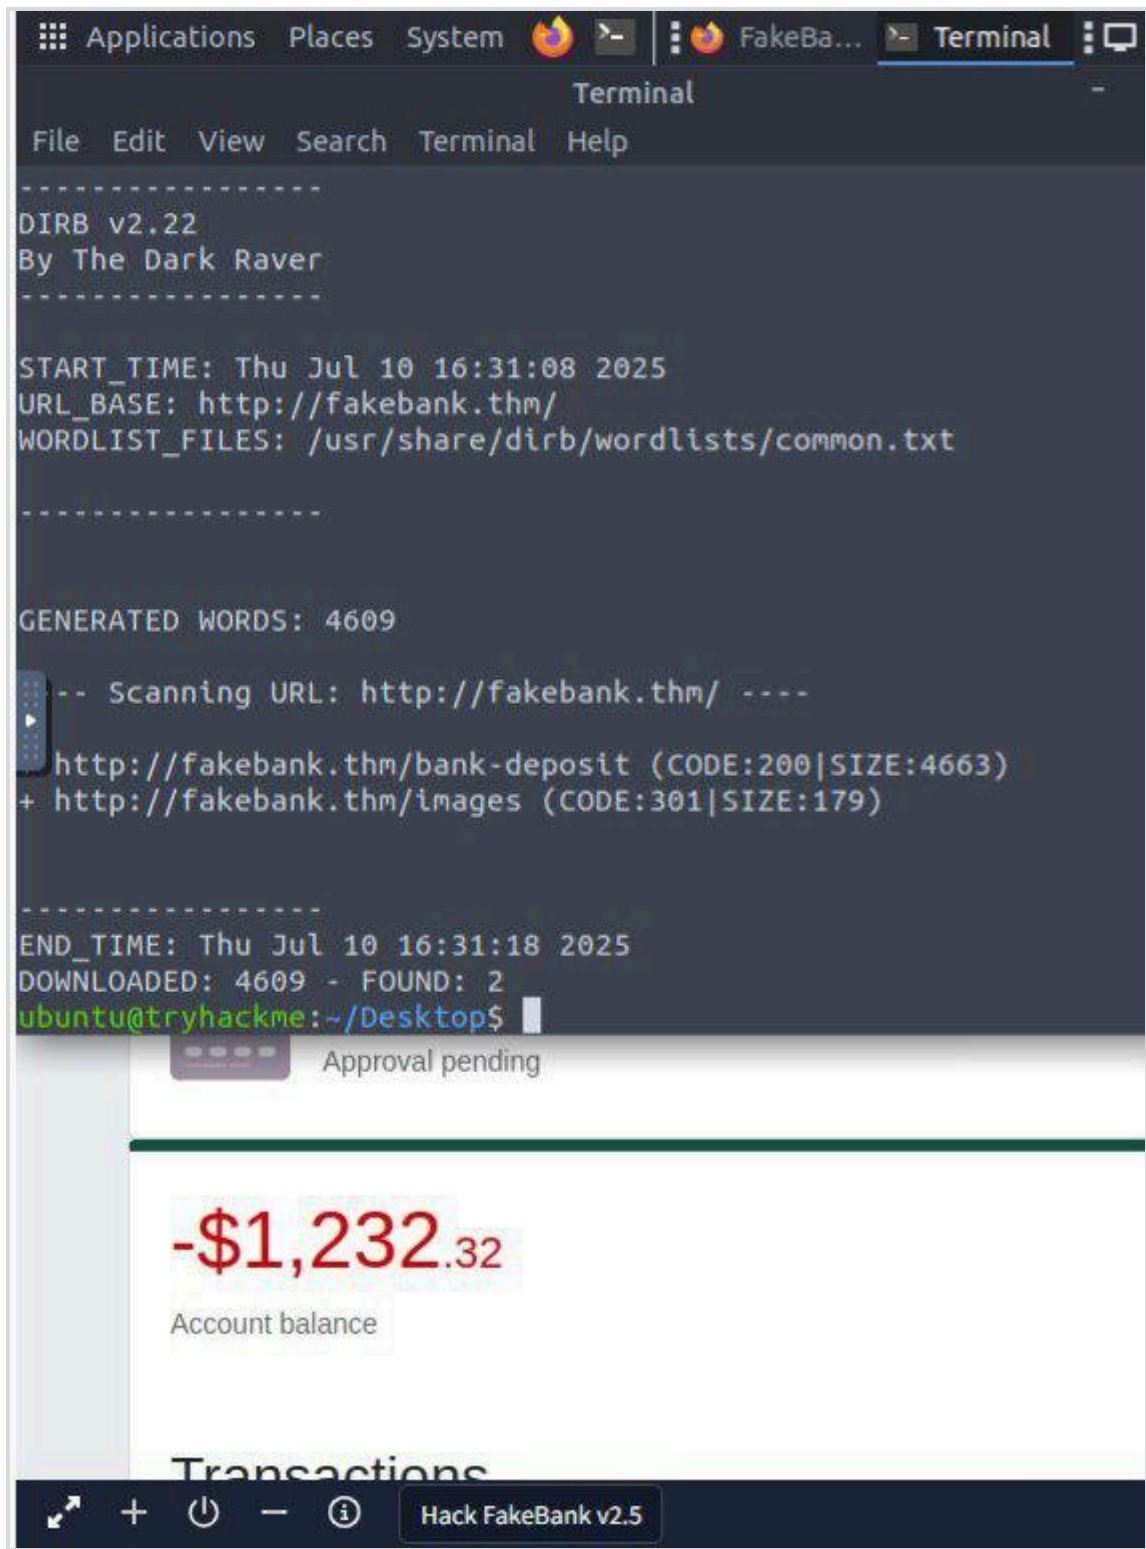 Applications Places System FakeBa... Terminal
Terminal
File Edit View Search Terminal Help
-----------------
DIRB v2.22
By The Dark Raver
-----------------
START_TIME: Thu Jul 10 16:31:08 2025
URL_BASE: http://fakebank.thm/
WORDLIST_FILES: /usr/share/dirb/wordlists/common.txt
-----------------
GENERATED WORDS: 4609
-- Scanning URL: http://fakebank.thm/ ----
http://fakebank.thm/bank-deposit (CODE:200|SIZE:4663)
+ http://fakebank.thm/images (CODE:301|SIZE:179)
-----------------
END_TIME: Thu Jul 10 16:31:18 2025
DOWNLOADED: 4609 - FOUND: 2
ubuntu@tryhackme:~/Desktop$
Approval pending
-$1,232.32
Account balance
Transactions
Hack FakeBank v2.5